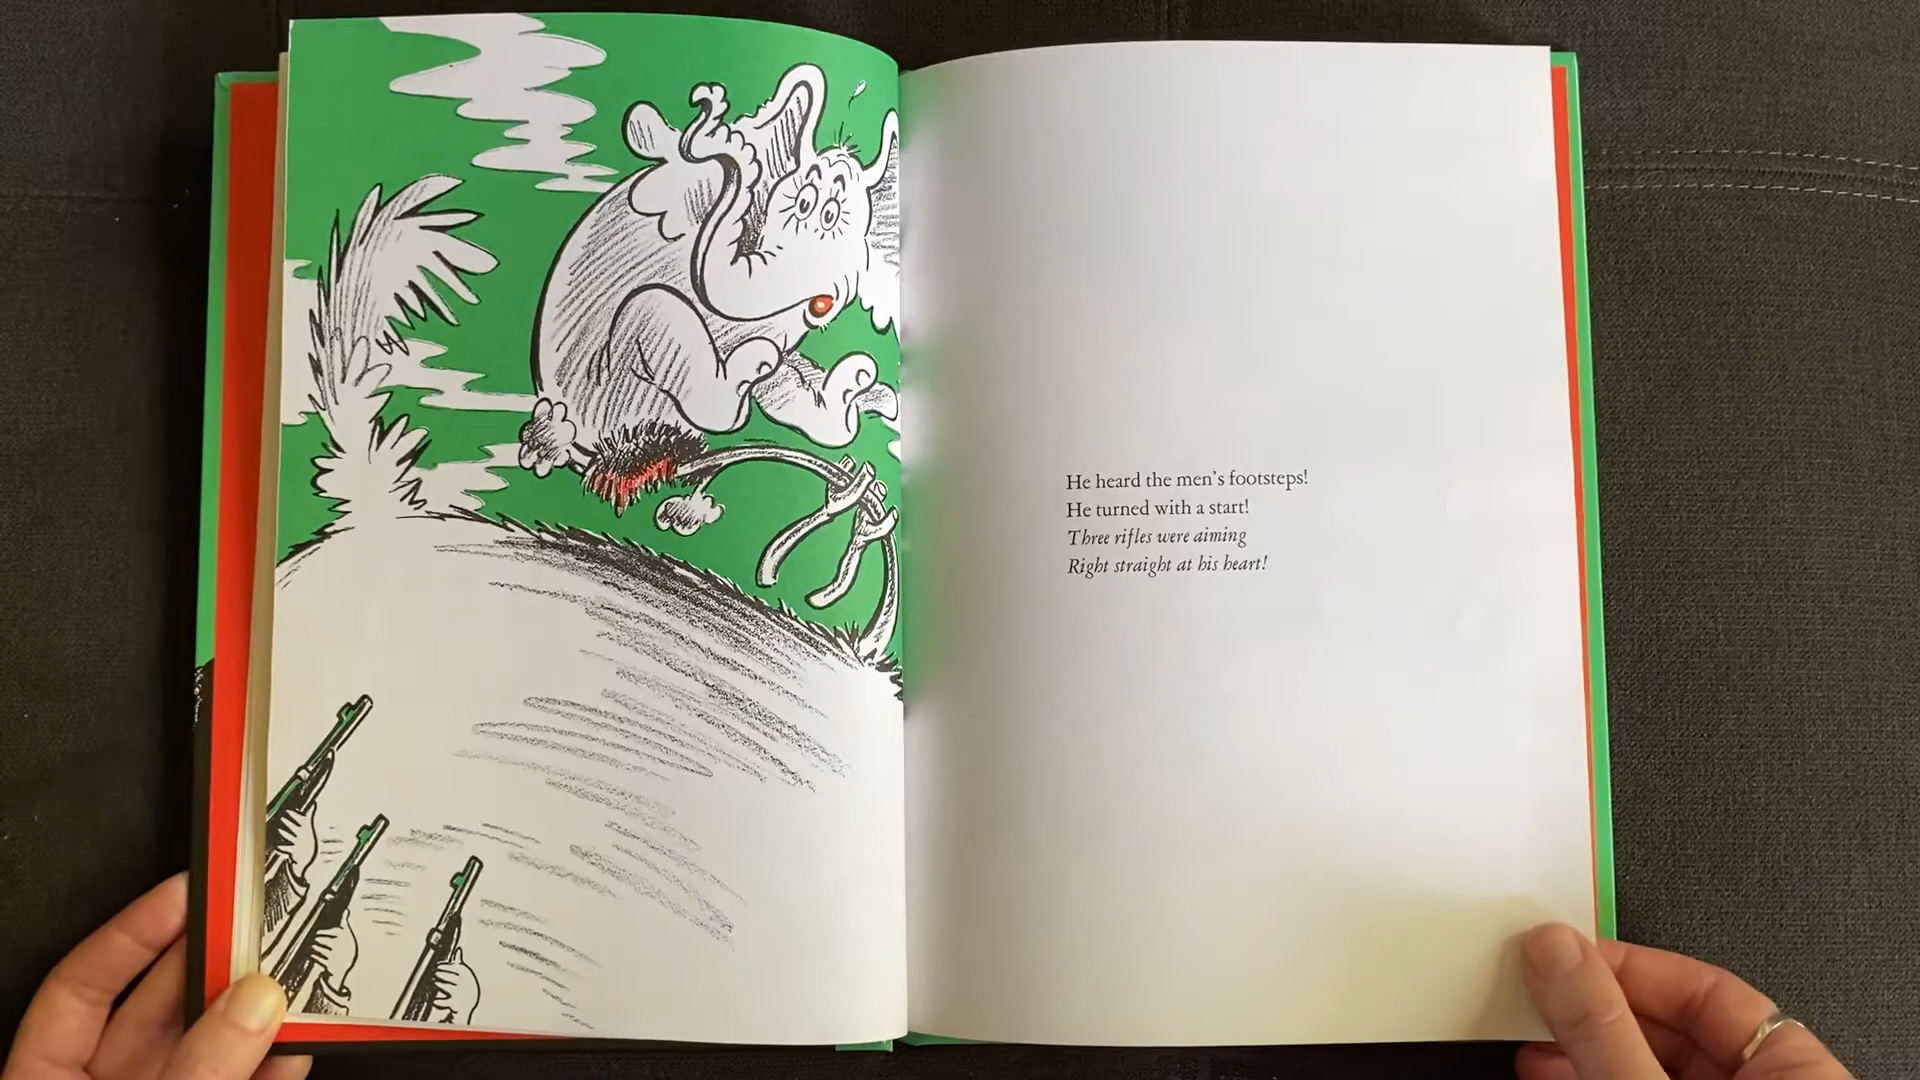 He heard the men's footsteps!
He turned with a start!
Three rifles were aiming
Right straight at his heart!